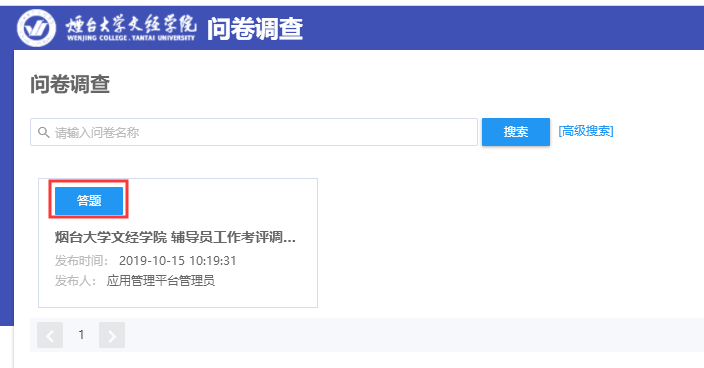 烟台大学文经学院 问卷调查
WENJING COLLEGE. YANTAI UNIVERSITY
问卷调查
请输入问卷名称 搜索 [高级搜索]
答题
烟台大学文经学院 辅导员工作考评调...
发布时间： 2019-10-15 10:19:31
发布人： 应用管理平台管理员
1